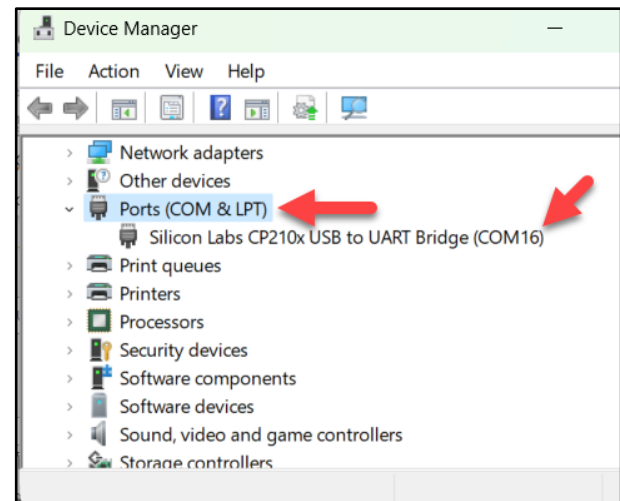 Device Manager
File Action View Help
Network adapters
Other devices
Ports (COM & LPT)
Silicon Labs CP210x USB to UART Bridge (COM16)
Print queues
Printers
Processors
Security devices
Software components
Software devices
Sound, video and game controllers
Storage controllers